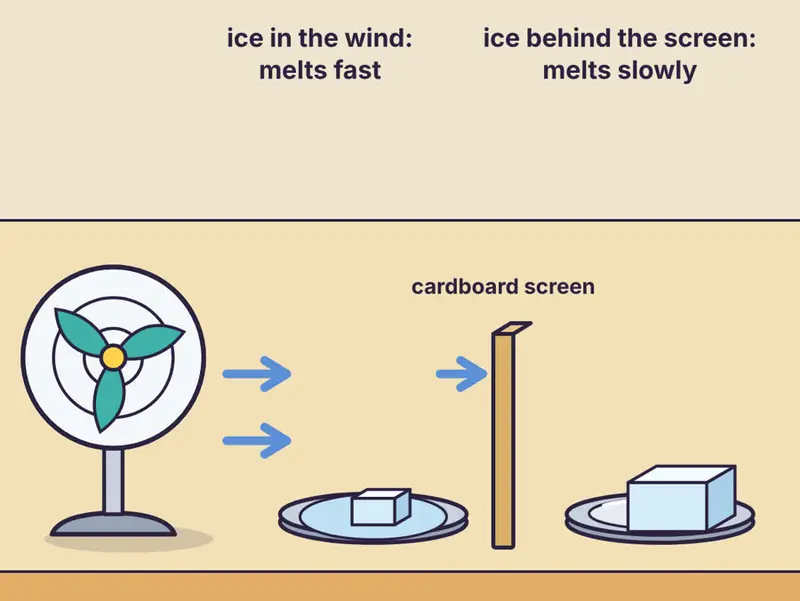 ice in the wind:
melts fast
ice behind the screen:
melts slowly
cardboard screen